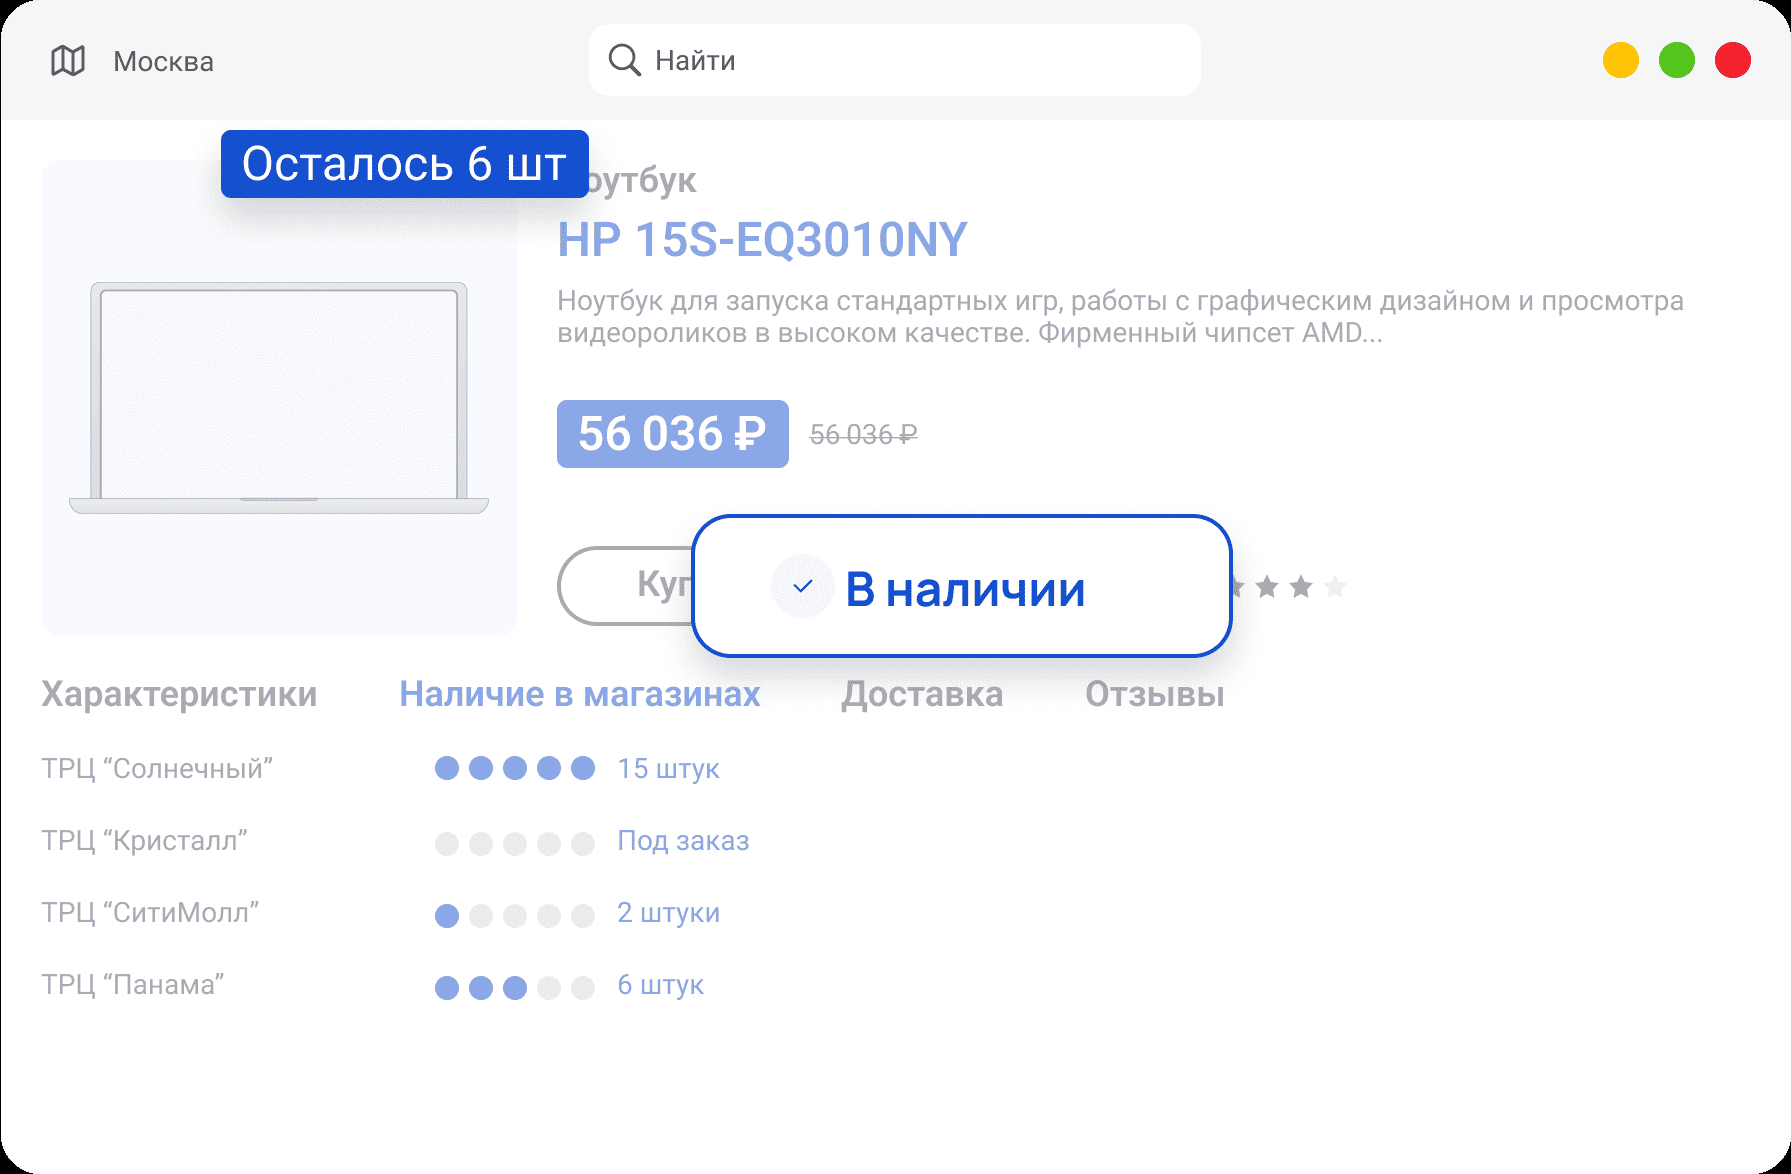 Москва
Найти
Осталось 6 шт
оутбук
HP 15S-EQ3010NY
Ноутбук для запуска стандартных игр, работы с графическим дизайном и просмотра
видеороликов в высоком качестве. Фирменный чипсет AMD...
56 036 ₽ 56 036 ₽
Куп
В наличии
Характеристики Наличие в магазинах Доставка Отзывы
ТРЦ “Солнечный” 15 штук
ТРЦ “Кристалл” Под заказ
ТРЦ “СитиМолл” 2 штуки
ТРЦ “Панама” 6 штук